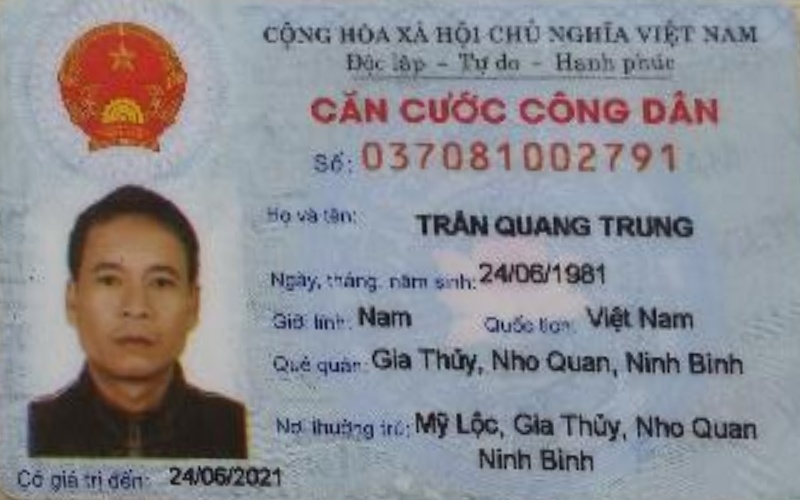 CỘNG HÒA XÃ HỘI CHỦ NGHĨA VIỆT NAM
Độc lập - Tự do - Hạnh phúc
CĂN CƯỚC CÔNG DÂN
Số: 037081002791
Họ và tên: TRẦN QUANG TRUNG
Ngày, tháng, năm sinh: 24/06/1981
Giới tính: Nam Quốc tịch: Việt Nam
Quê quán: Gia Thủy, Nho Quan, Ninh Bình
Nơi thường trú: Mỹ Lộc, Gia Thủy, Nho Quan
Ninh Bình
Có giá trị đến: 24/06/2021